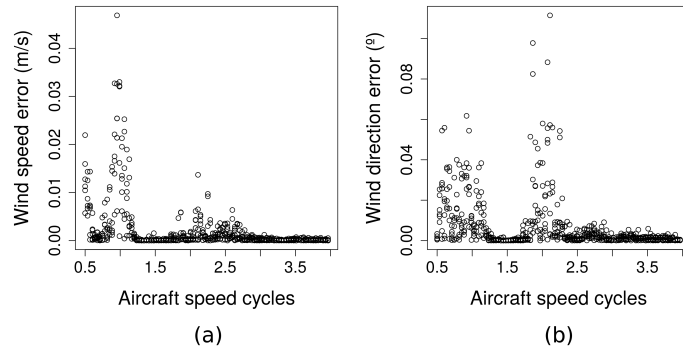 Wind speed error (m/s)
0.00 0.01 0.02 0.03 0.04
0.5 1.5 2.5 3.5
Aircraft speed cycles
(a)
Wind direction error (º)
0.00 0.04 0.08
0.5 1.5 2.5 3.5
Aircraft speed cycles
(b)